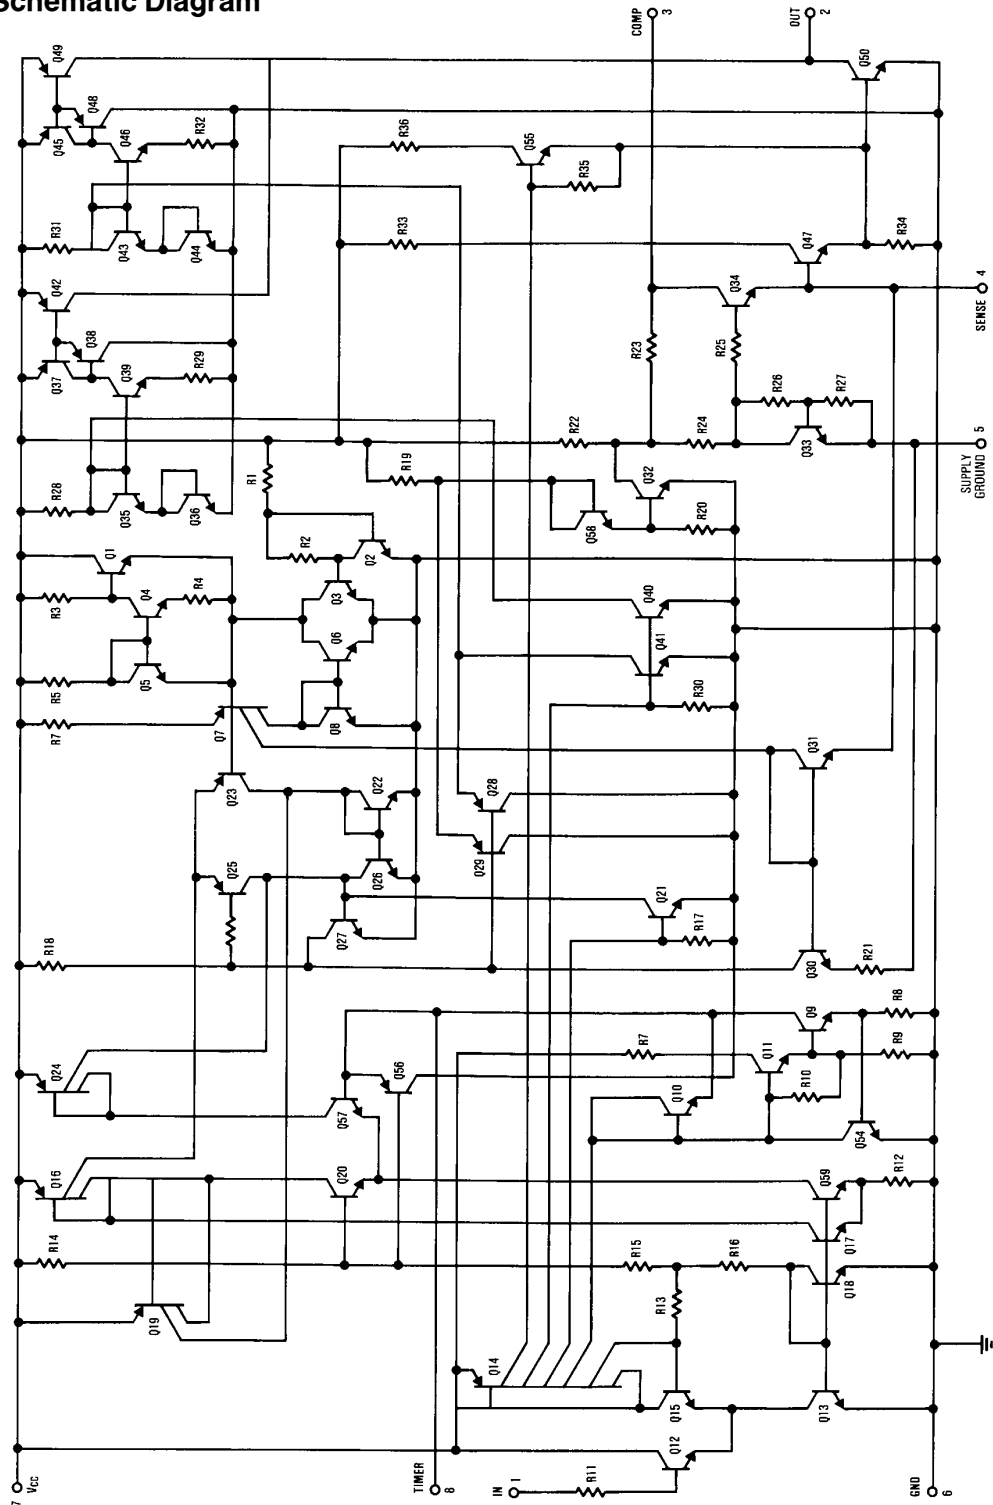 Schematic Diagram
COMP
3
OUT
2
Q49
Q48
Q45
Q46
R32
Q50
R36
Q55
R35
R31
Q43
Q44
R33
Q47
R34
Q42
Q34
SENSE
4
Q38
Q37
Q39
R29
R23
R25
R26
R27
R22
R24
Q33
SUPPLY
GROUND
5
R28
Q35
Q36
R1
R19
Q32
Q58
R20
Q1
R2
Q2
R3
Q4
R4
Q3
Q40
R5
Q5
Q6
Q41
R30
R7
Q7
Q8
Q31
Q23
Q22
Q28
Q25
Q26
Q29
Q27
Q21
R17
R18
Q30
R21
Q9
R8
Q24
R7
Q11
R9
Q56
Q57
Q10
R10
Q54
Q16
Q20
Q59
R12
Q17
R14
R15
R16
Q18
Q19
R13
Q14
Q15
Q13
Q12
R11
7
VCC
TIMER
8
IN
1
GND
6